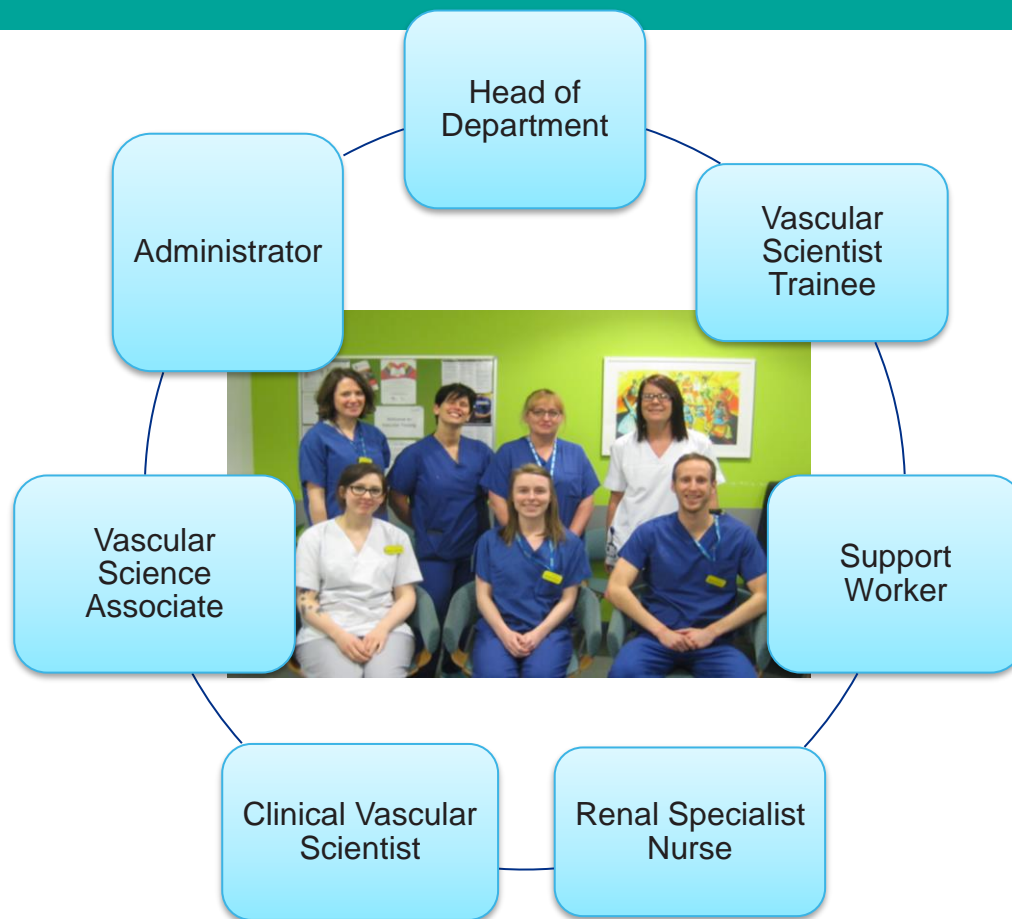 Head of
Department
Vascular
Scientist
Trainee
Support
Worker
Renal Specialist
Nurse
Clinical Vascular
Scientist
Vascular
Science
Associate
Administrator